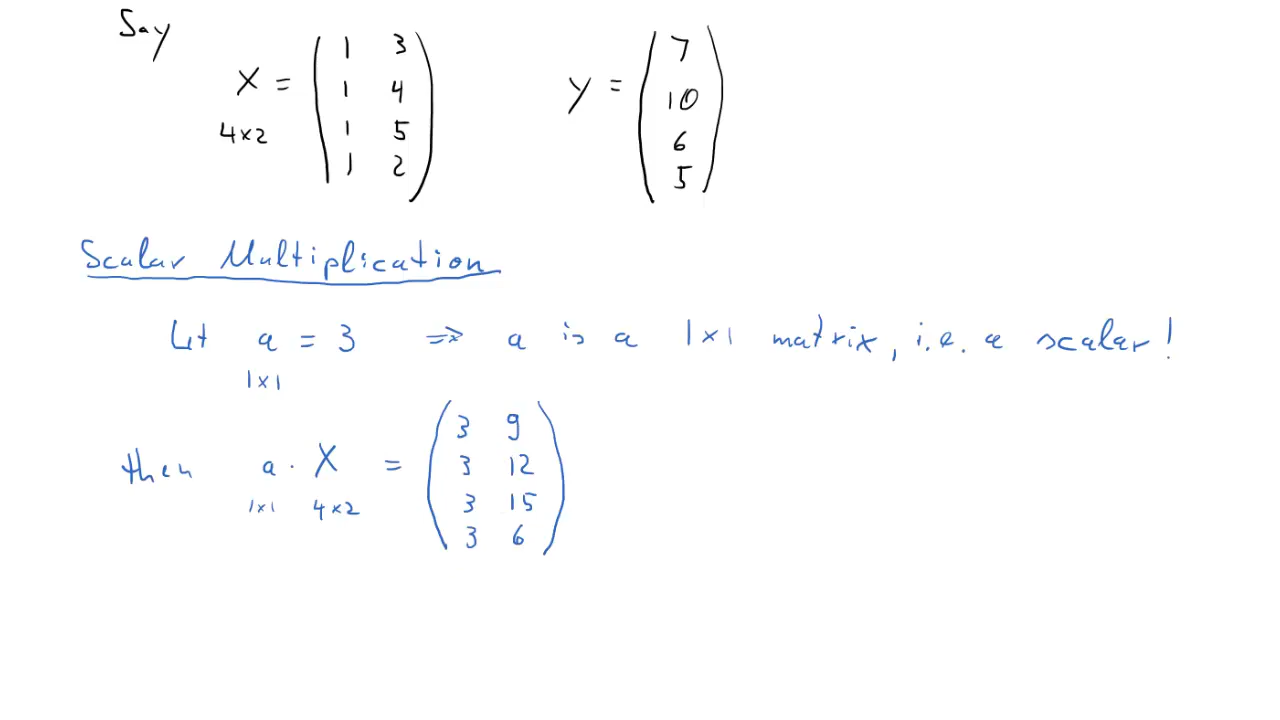 Say
X = ( 1 3 y = ( 7
1 4 10
4×2 1 5 6
1 2 ) 5 )
Scalar Multiplication
Let a = 3 ⇒ a is a 1×1 matrix, i.e. a scalar!
1×1
then a · X = ( 3 9
3 12
1×1 4×2 3 15
3 6 )